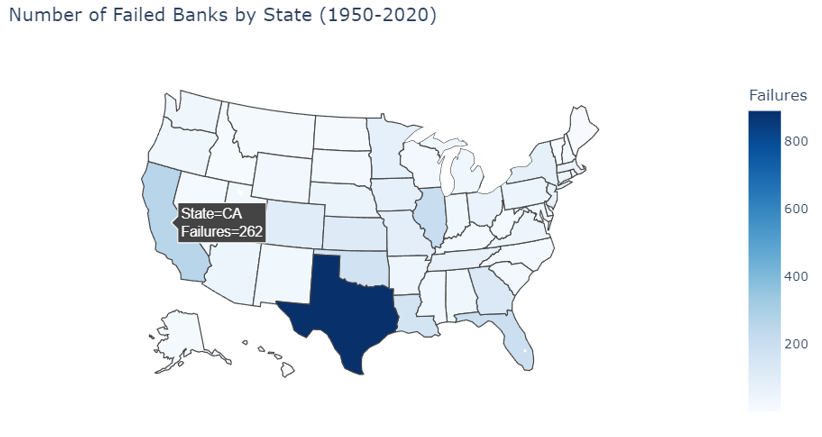 Number of Failed Banks by State (1950-2020)
Failures
800
600
400
200
State=CA
Failures=262